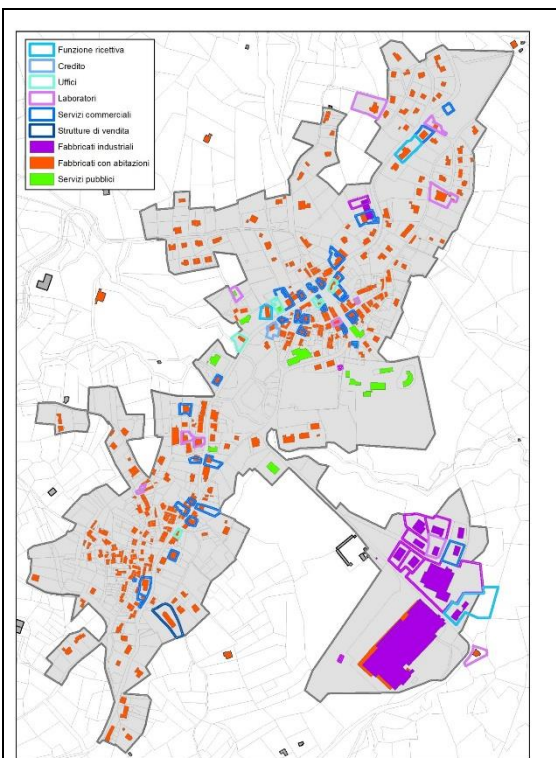 Funzione ricettiva
Credito
Uffici
Laboratori
Servizi commerciali
Strutture di vendita
Fabbricati industriali
Fabbricati con abitazioni
Servizi pubblici